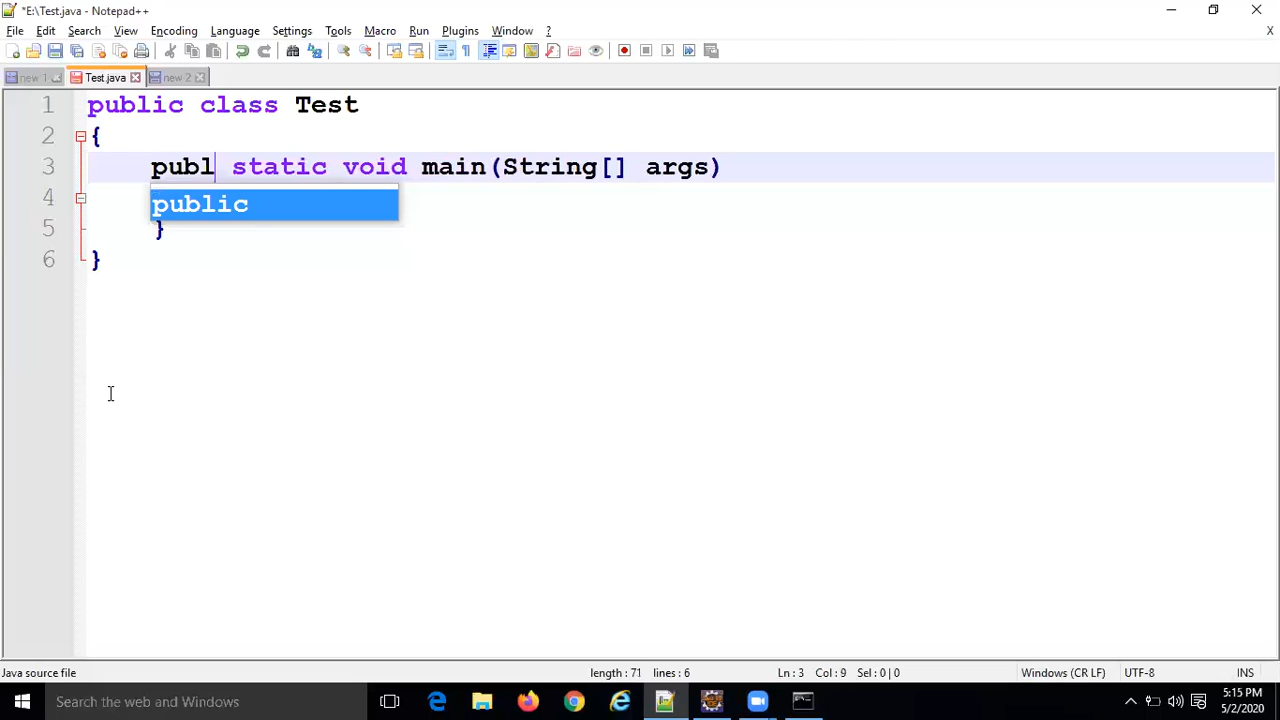 *E:\Test.java - Notepad++
File Edit Search View Encoding Language Settings Tools Macro Run Plugins Window ? X
new 1 Test.java new 2
1 public class Test
2 {
3 publ static void main(String[] args)
public
4
5 }
6 }
Java source file length : 71 lines : 6 Ln : 3 Col : 9 Sel : 0 | 0 Windows (CR LF) UTF-8 INS
Search the web and Windows
5:15 PM
5/2/2020